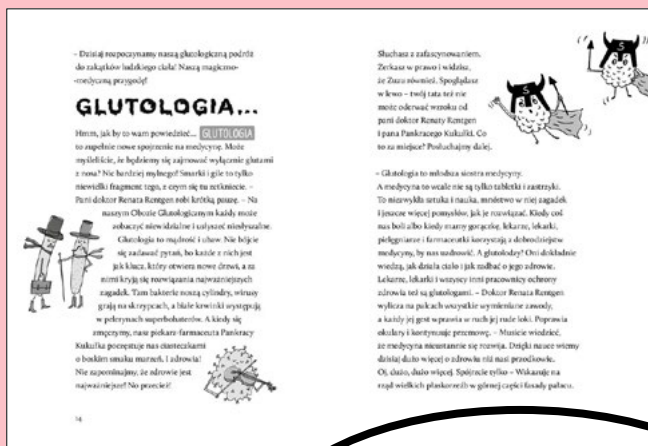 – Dzisiaj rozpoczynamy naszą glutologiczną podróż
do zakątków ludzkiego ciała! Naszą magiczno-
-medyczną przygodę!
GLUTOLOGIA...
Hmm, jak by to wam powiedzieć... GLUTOLOGIA
to zupełnie nowe spojrzenie na medycynę. Może
myśleliście, że będziemy się zajmować wyłącznie glutami
z nosa? Nic bardziej mylnego! Smarki i gile to tylko
niewielki fragment tego, z czym się tu zetkniecie. –
Pani doktor Renata Rentgen robi krótką pauzę. – Na
naszym Obozie Glutologicznym każdy może
zobaczyć niewidzialne i usłyszeć niesłyszalne.
Glutologia to mądrość i ubaw. Nie bójcie
się zadawać pytań, bo każde z nich jest
jak klucz, który otwiera nowe drzwi, a za
nimi kryją się rozwiązania najważniejszych
zagadek. Tam bakterie noszą cylindry, wirusy
grają na skrzypcach, a białe krwinki występują
w pelerynach superbohaterów. A kiedy się
zmęczymy, nasz piekarz-farmaceuta Pankracy
Kukułka poczęstuje nas ciasteczkami
o boskim smaku marzeń. I zdrowia!
Nie zapominajmy, że zdrowie jest
najważniejsze! No przecież!
14
Słuchasz z zafascynowaniem.
Zerkasz w prawo i widzisz,
że Zuzu również. Spoglądasz
w lewo – twój tata też nie
może oderwać wzroku od
pani doktor Renaty Rentgen
i pana Pankracego Kukułki. Co
to za miejsce? Posłuchajmy dalej.
– Glutologia to młodsza siostra medycyny.
A medycyna to wcale nie są tylko tabletki i zastrzyki.
To niezwykła sztuka i nauka, mnóstwo w niej zagadek
i jeszcze więcej pomysłów, jak je rozwiązać. Kiedy coś
nas boli albo kiedy mamy gorączkę, lekarze, lekarki,
pielęgniarze i farmaceutki korzystają z dobrodziejstw
medycyny, by nas uzdrowić. A glutolodzy? Oni dokładnie
wiedzą, jak działa ciało i jak zadbać o jego zdrowie.
Lekarze, lekarki i wszyscy inni pracownicy ochrony
zdrowia też są glutologami. – Doktor Renata Rentgen
wylicza na palcach wszystkie wymieniane zawody,
a każdy jej gest wprawia w ruch jej rude loki. Poprawia
okulary i kontynuuje przemowę. – Musicie wiedzieć,
że medycyna nieustannie się rozwija. Dzięki nauce wiemy
dzisiaj dużo więcej o zdrowiu niż nasi przodkowie.
Oj, dużo, dużo więcej. Spójrzcie tylko – Wskazuje na
rząd wielkich płaskorzeźb w górnej części fasady pałacu.
S
S